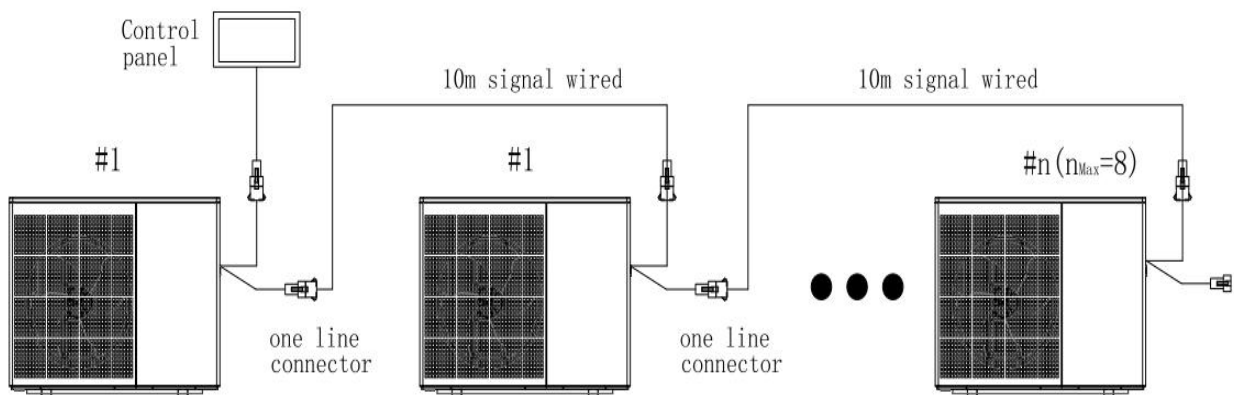 Control
panel
10m signal wired
10m signal wired
#1
#1
#n(nMax=8)
one line
connector
one line
connector